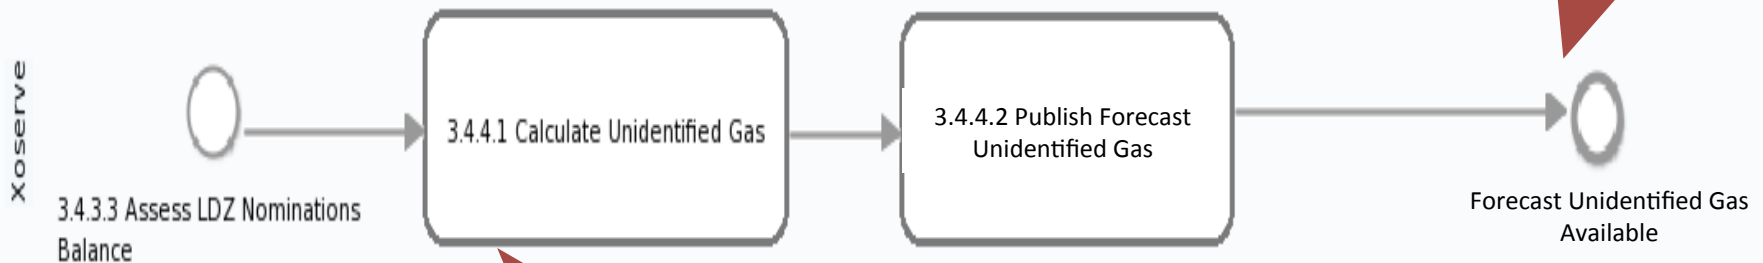 Xoserve
3.4.3.3 Assess LDZ Nominations
Balance
3.4.4.1 Calculate Unidentified Gas
3.4.4.2 Publish Forecast
Unidentified Gas
Forecast Unidentified Gas
Available